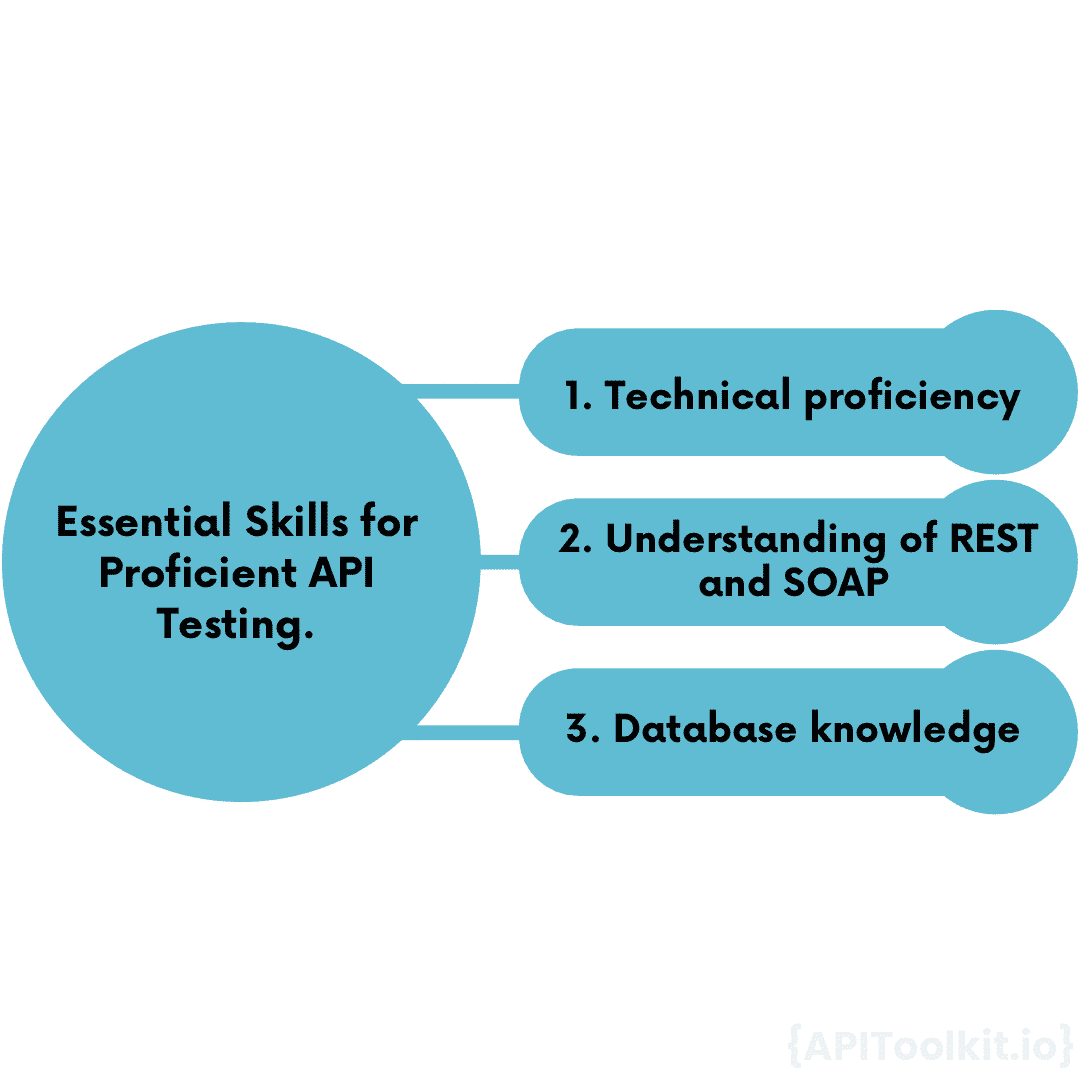 Essential Skills for
Proficient API
Testing.
1. Technical proficiency
2. Understanding of REST
and SOAP
3. Database knowledge
{APIToolkit.io}